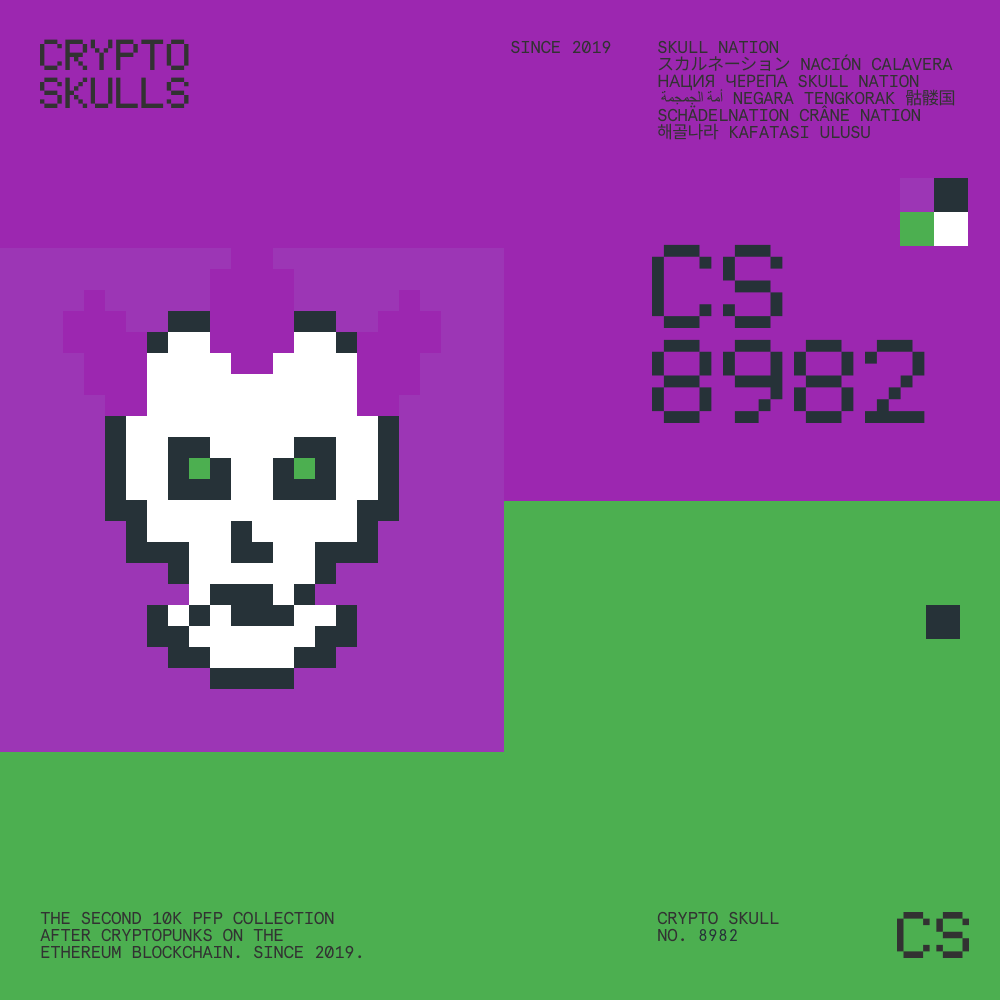 CRYPTO
SKULLS
SINCE 2019
SKULL NATION
スカルネーション NACIÓN CALAVERA
НАЦИЯ ЧЕРЕПА SKULL NATION
أمة الجمجمة NEGARA TENGKORAK 骷髅国
SCHÄDELNATION CRÂNE NATION
해골나라 KAFATASI ULUSU
CS
8982
THE SECOND 10K PFP COLLECTION
AFTER CRYPTOPUNKS ON THE
ETHEREUM BLOCKCHAIN. SINCE 2019.
CRYPTO SKULL
NO. 8982
CS